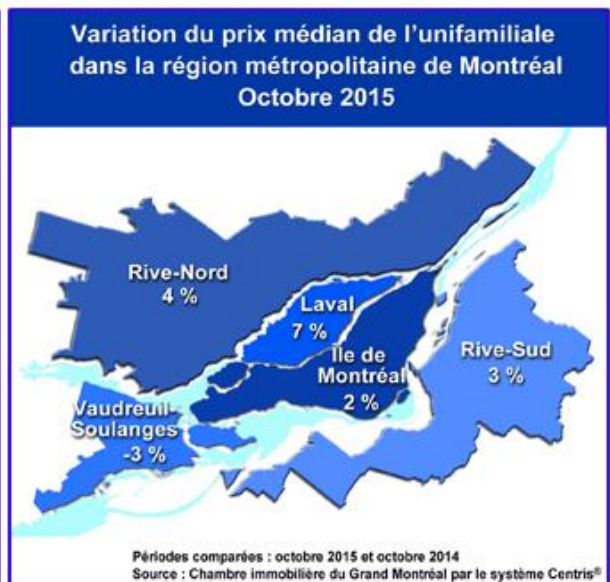 Variation du prix médian de l'unifamiliale
dans la région métropolitaine de Montréal
Octobre 2015
Rive-Nord
4 %
Laval
7 %
Île de
Montréal
2 %
Rive-Sud
3 %
Vaudreuil-
Soulanges
-3 %
Périodes comparées : octobre 2015 et octobre 2014
Source : Chambre immobilière du Grand Montréal par le système Centris®